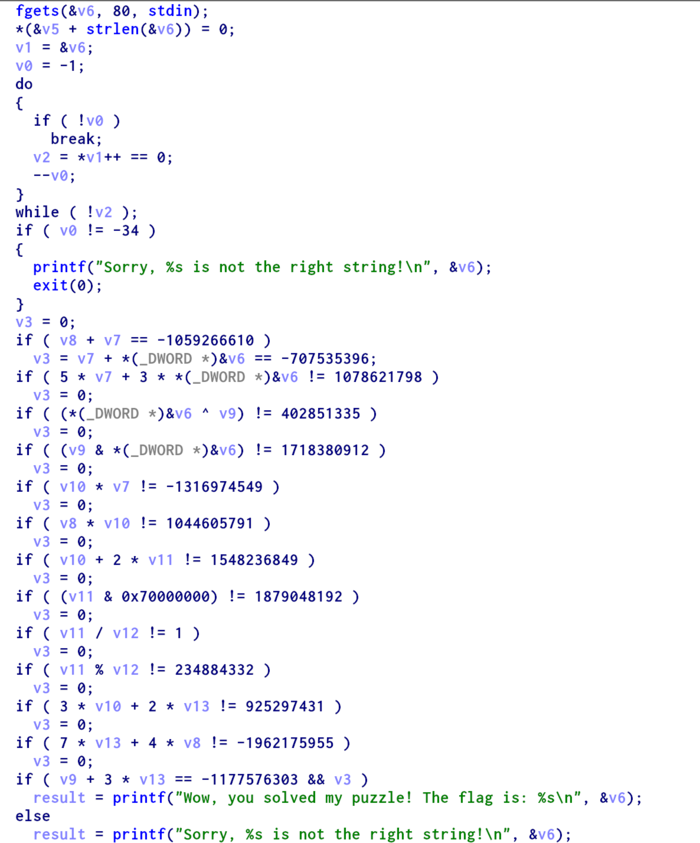 fgets(&v6, 80, stdin);
*(&v5 + strlen(&v6)) = 0;
v1 = &v6;
v0 = -1;
do
{
  if ( !v0 )
    break;
  v2 = *v1++ == 0;
  --v0;
}
while ( !v2 );
if ( v0 != -34 )
{
  printf("Sorry, %s is not the right string!\n", &v6);
  exit(0);
}
v3 = 0;
if ( v8 + v7 == -1059266610 )
  v3 = v7 + *(_DWORD *)&v6 == -707535396;
if ( 5 * v7 + 3 * *(_DWORD *)&v6 != 1078621798 )
  v3 = 0;
if ( (*(_DWORD *)&v6 ^ v9) != 402851335 )
  v3 = 0;
if ( (v9 & *(_DWORD *)&v6) != 1718380912 )
  v3 = 0;
if ( v10 * v7 != -1316974549 )
  v3 = 0;
if ( v8 * v10 != 1044605791 )
  v3 = 0;
if ( v10 + 2 * v11 != 1548236849 )
  v3 = 0;
if ( (v11 & 0x70000000) != 1879048192 )
  v3 = 0;
if ( v11 / v12 != 1 )
  v3 = 0;
if ( v11 % v12 != 234884332 )
  v3 = 0;
if ( 3 * v10 + 2 * v13 != 925297431 )
  v3 = 0;
if ( 7 * v13 + 4 * v8 != -1962175955 )
  v3 = 0;
if ( v9 + 3 * v13 == -1177576303 && v3 )
  result = printf("Wow, you solved my puzzle! The flag is: %s\n", &v6);
else
  result = printf("Sorry, %s is not the right string!\n", &v6);